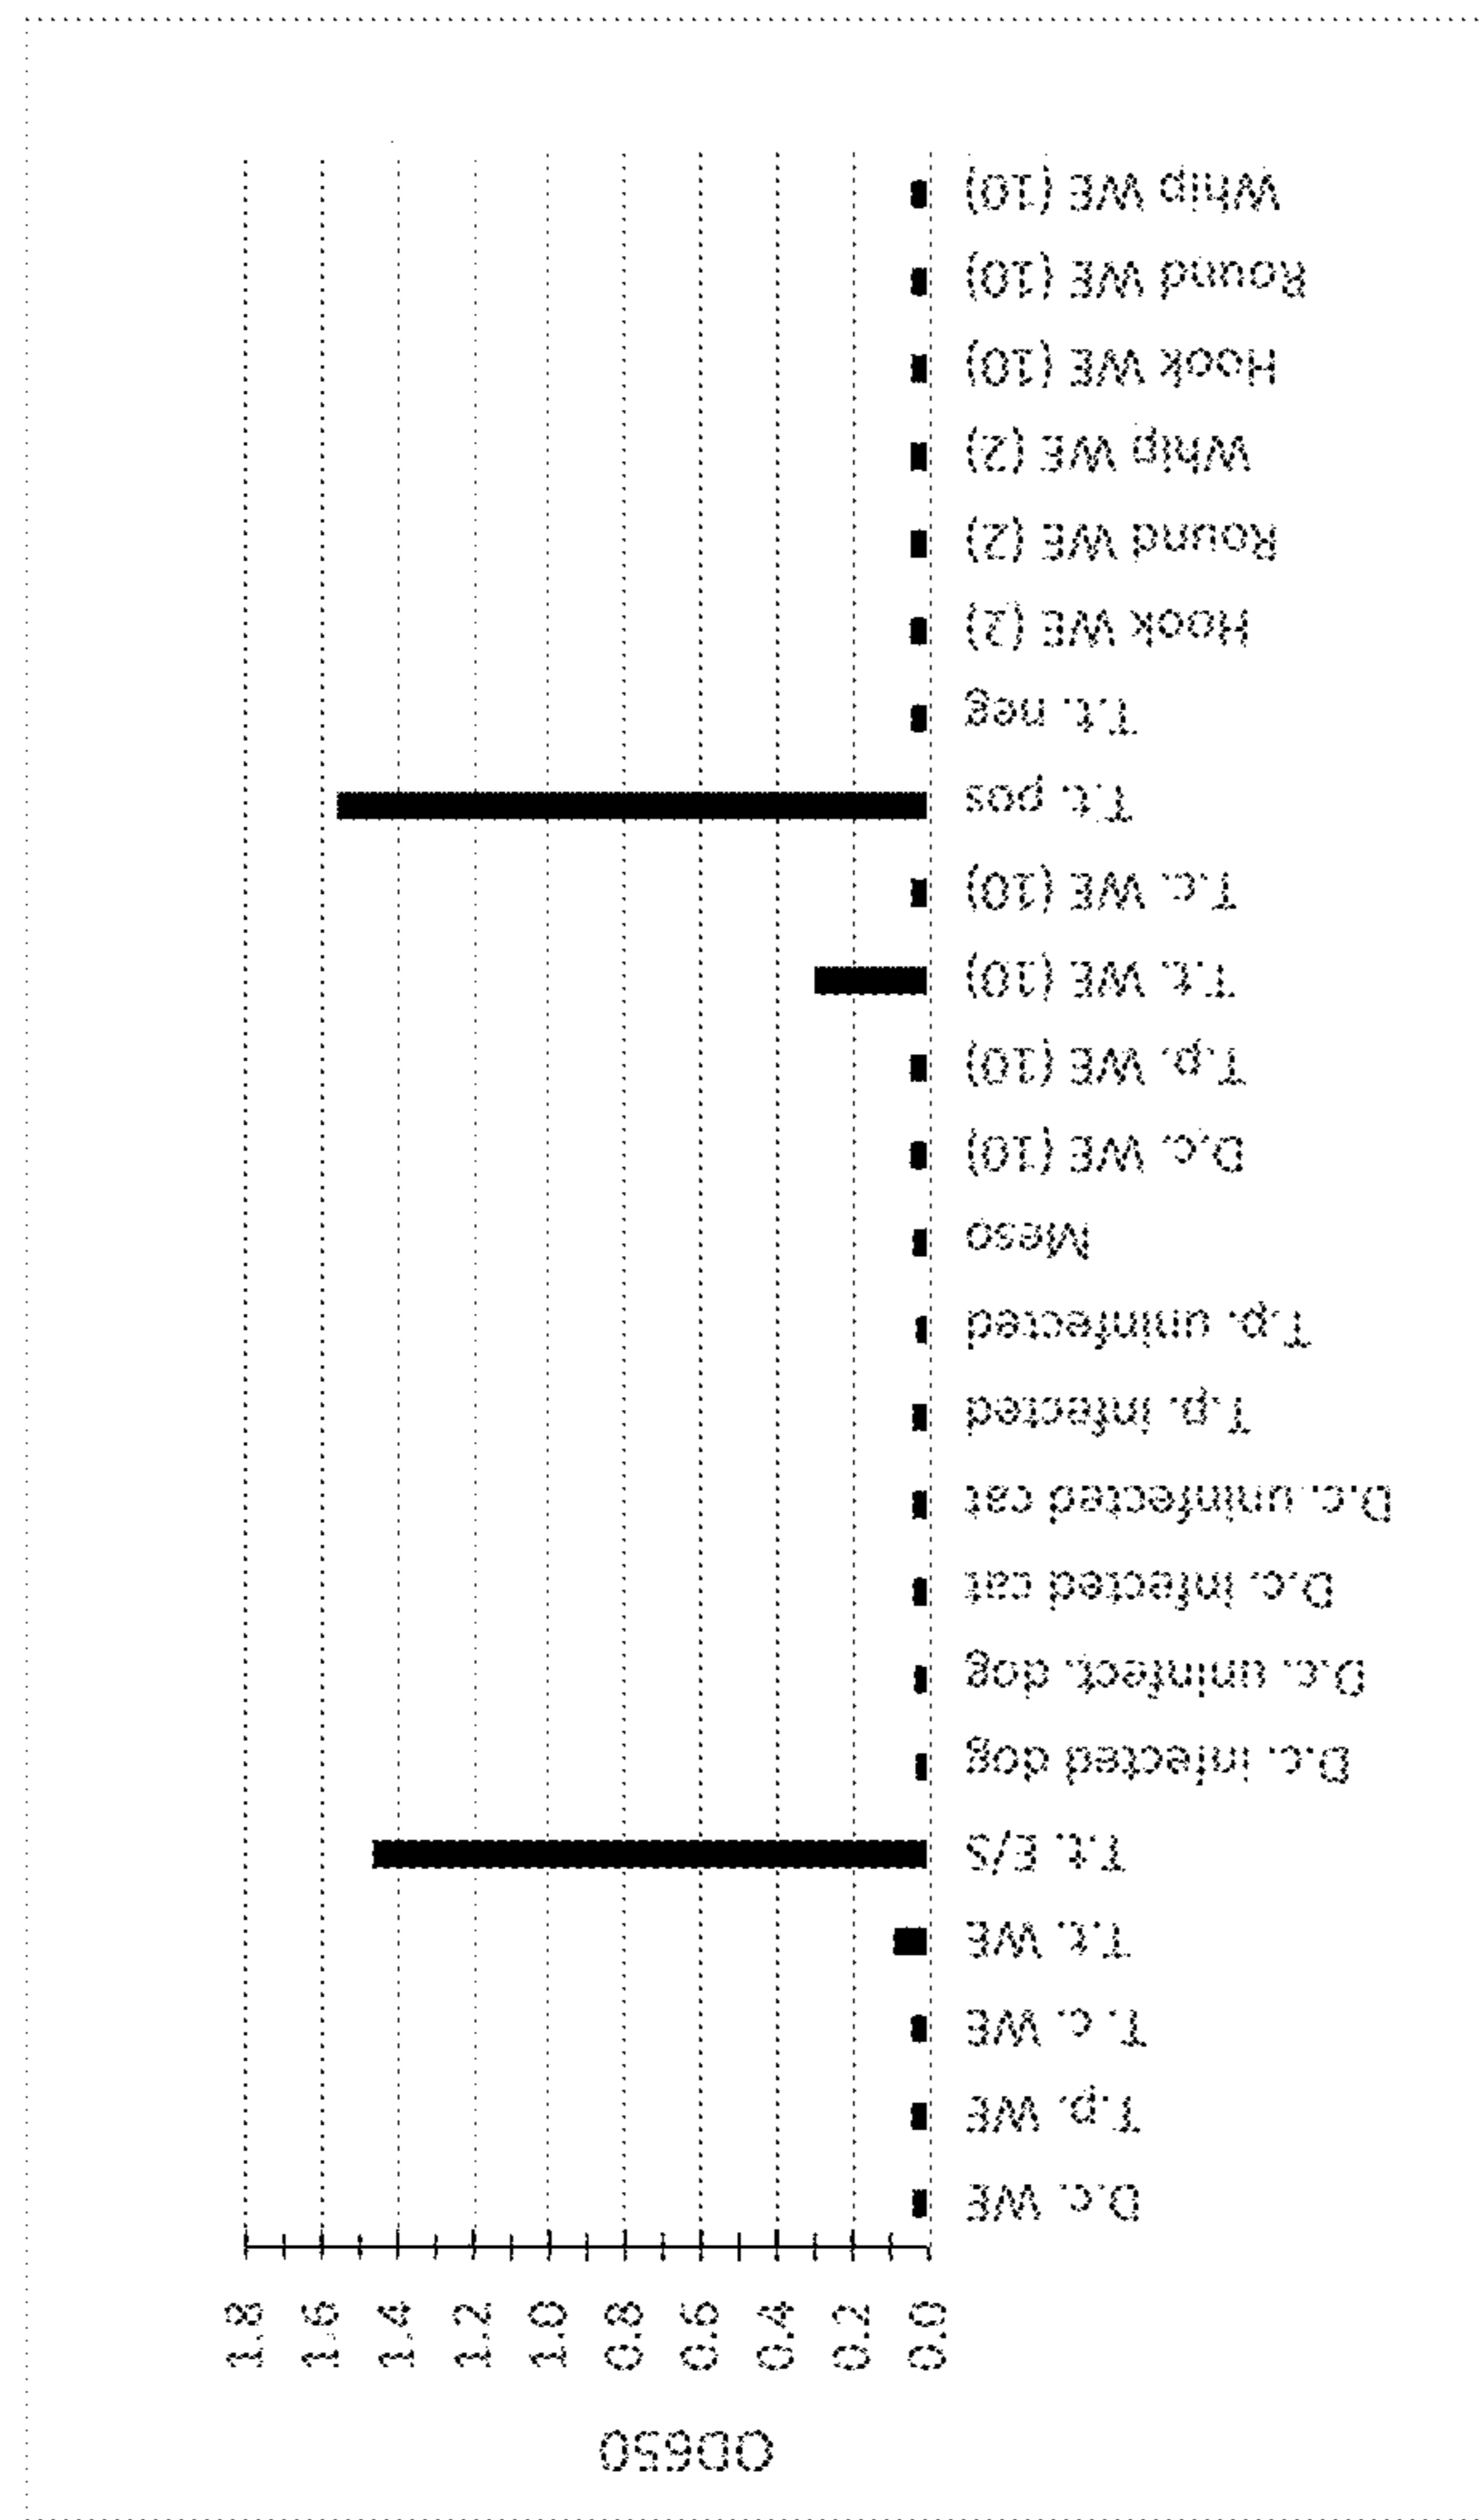 OD650
1.8
1.6
1.4
1.2
1.0
0.8
0.6
0.4
0.2
0.0
D.c. WE
T.p. WE
T. c. WE
T.t. WE
T.t. E/S
D.c. infected dog
D.c. uninfect. dog
D.c. infected cat
D.c. uninfected cat
T.p. infected
T.p. uninfected
Meso
D.c. WE (10)
T.p. WE (10)
T.t. WE (10)
T.c. WE (10)
T.t. pos
T.t. neg
Hook WE (2)
Round WE (2)
Whip WE (2)
Hook WE (10)
Round WE (10)
Whip WE (10)